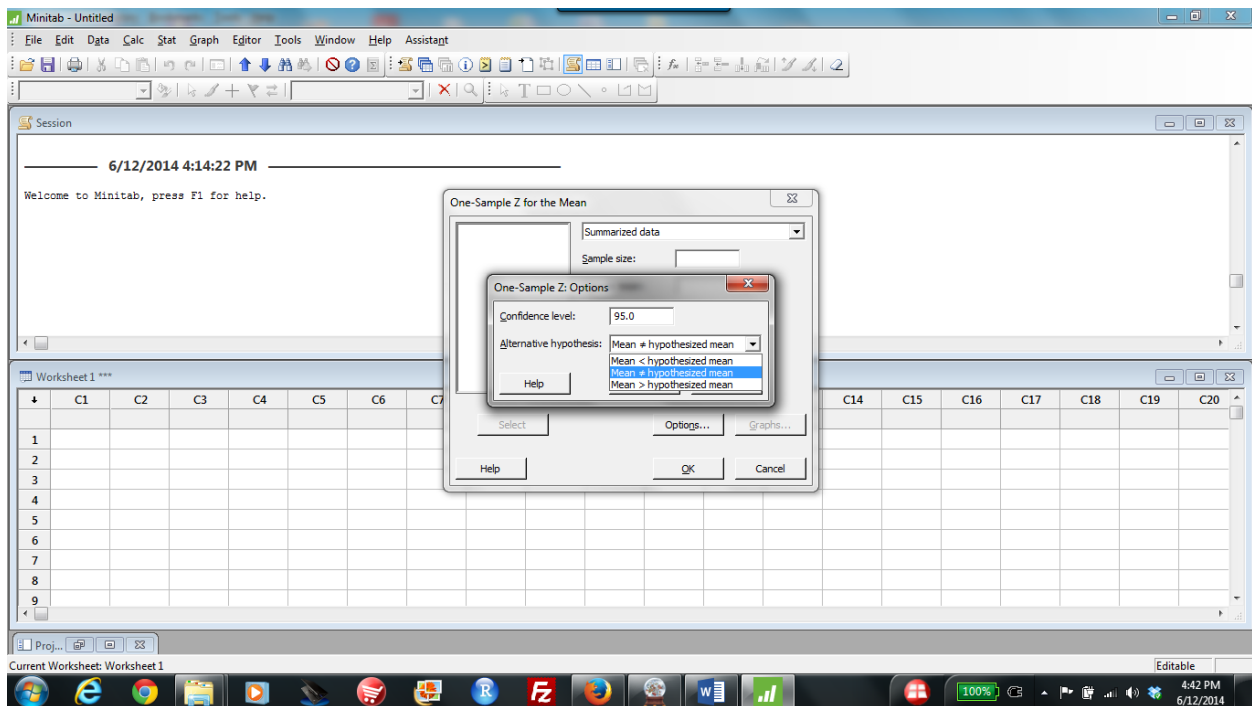 Minitab - Untitled
File Edit Data Calc Stat Graph Editor Tools Window Help Assistant
Session
6/12/2014 4:14:22 PM
Welcome to Minitab, press F1 for help.
One-Sample Z for the Mean
Summarized data
Sample size:
One-Sample Z: Options
Confidence level: 95.0
Alternative hypothesis: Mean ≠ hypothesized mean
Mean < hypothesized mean
Mean ≠ hypothesized mean
Mean > hypothesized mean
Help
Select Options... Graphs...
Help OK Cancel
Worksheet 1 ***
C1 C2 C3 C4 C5 C6 C7 C14 C15 C16 C17 C18 C19 C20
1
2
3
4
5
6
7
8
9
Proj...
Current Worksheet: Worksheet 1 Editable
100% 4:42 PM
6/12/2014